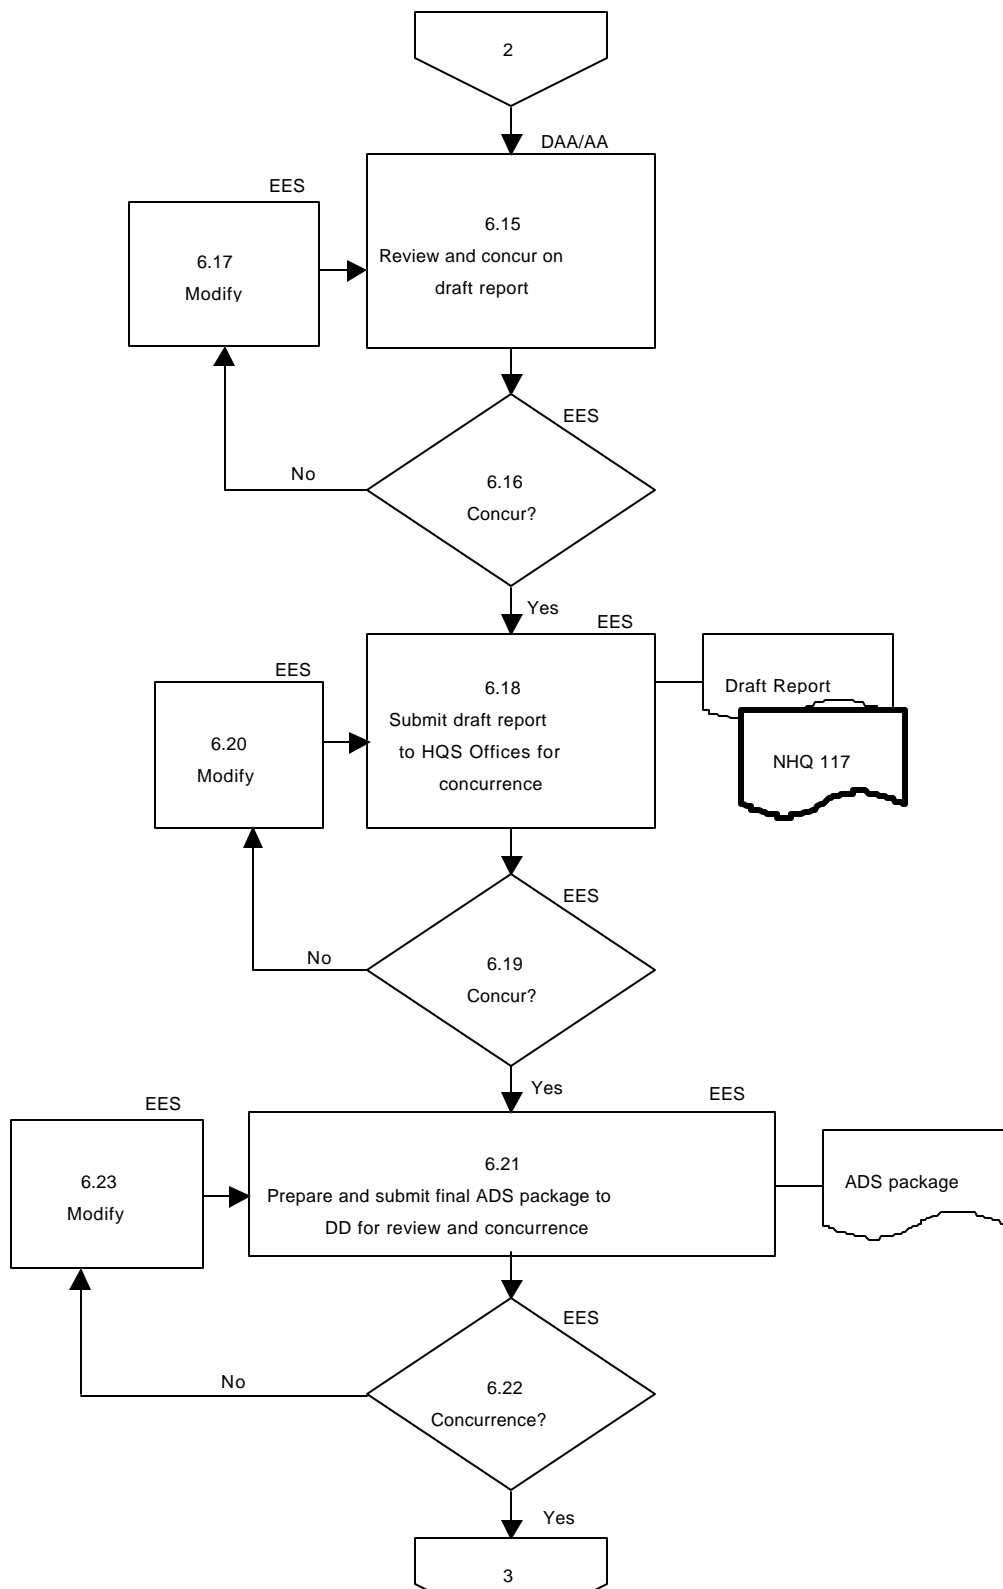 2
DAA/AA
EES
6.15
Review and concur on
draft report
6.17
Modify
EES
6.16
Concur?
No
Yes
EES
EES
6.18
Submit draft report
to HQS Offices for
concurrence
Draft Report
NHQ 117
6.20
Modify
EES
6.19
Concur?
No
Yes
EES
EES
6.21
Prepare and submit final ADS package to
DD for review and concurrence
ADS package
6.23
Modify
EES
6.22
Concurrence?
No
Yes
3